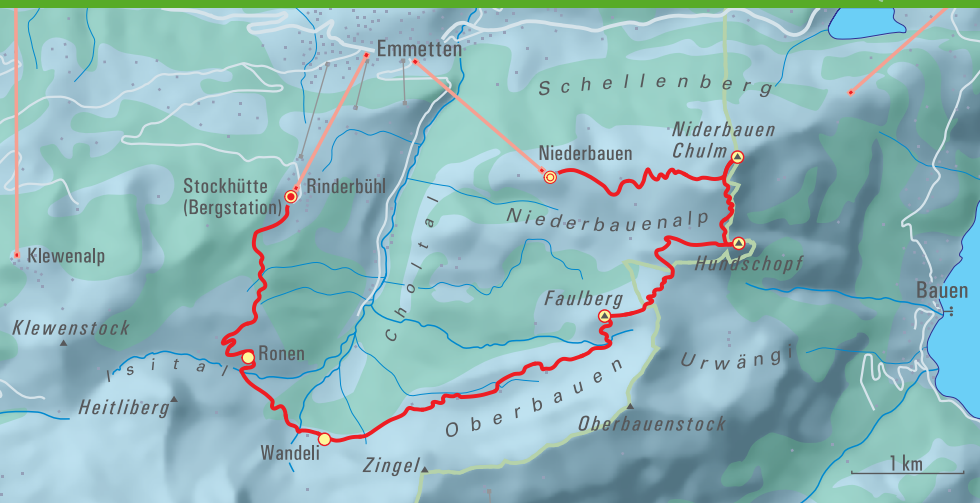 Emmetten
Schellenberg
Niderbauen
Chulm
Niederbauen
Stockhütte
(Bergstation)
Rinderbühl
Niederbauenalp
Choltal
Klewenalp
Hundschopf
Bauen
Faulberg
Klewenstock
Ronen
Isital
Urwängi
Heitliberg
Oberbauen
Oberbauenstock
Wandeli
Zingel
1 km